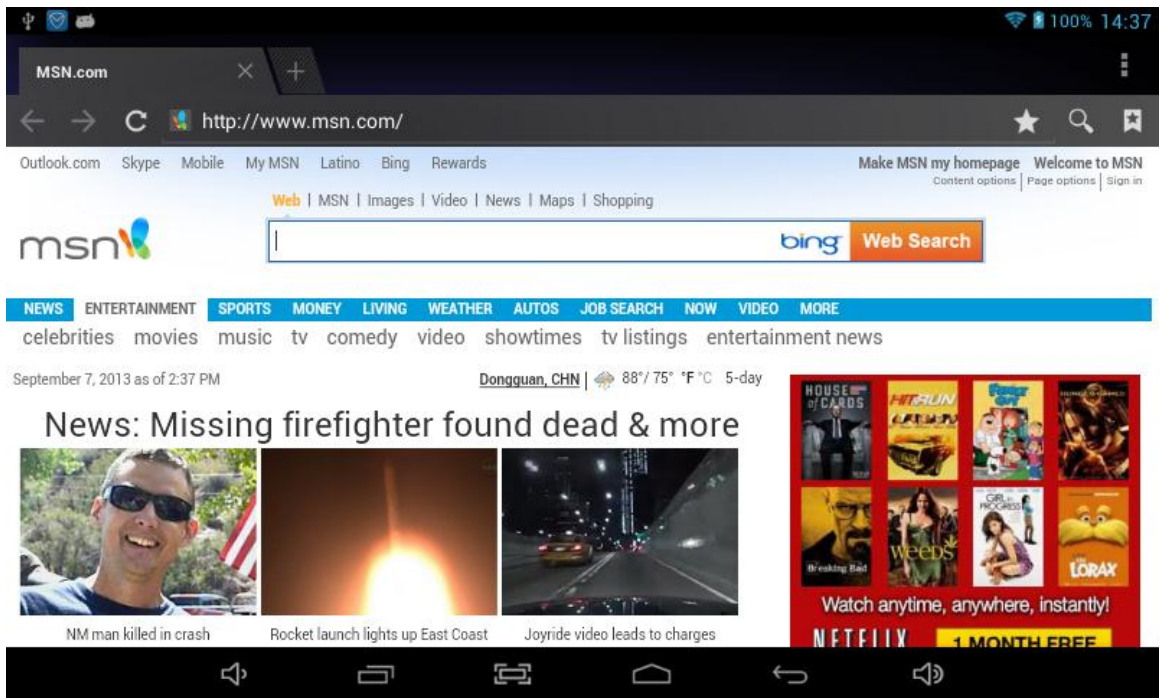 100% 14:37
MSN.com
http://www.msn.com/
Outlook.com Skype Mobile My MSN Latino Bing Rewards
Make MSN my homepage Welcome to MSN
Content options | Page options | Sign in
Web | MSN | Images | Video | News | Maps | Shopping
msn
bing Web Search
NEWS ENTERTAINMENT SPORTS MONEY LIVING WEATHER AUTOS JOB SEARCH NOW VIDEO MORE
celebrities movies music tv comedy video showtimes tv listings entertainment news
September 7, 2013 as of 2:37 PM
Dongguan, CHN | 88°/ 75° °F °C 5-day
News: Missing firefighter found dead & more
NM man killed in crash
Rocket launch lights up East Coast
Joyride video leads to charges
HOUSE of CARDS
HIT&RUN
FAMILY GUY
Breaking Bad
weeds
GIRL in PROGRESS
LORAX
Watch anytime, anywhere, instantly!
NETFLIX 1 MONTH FREE